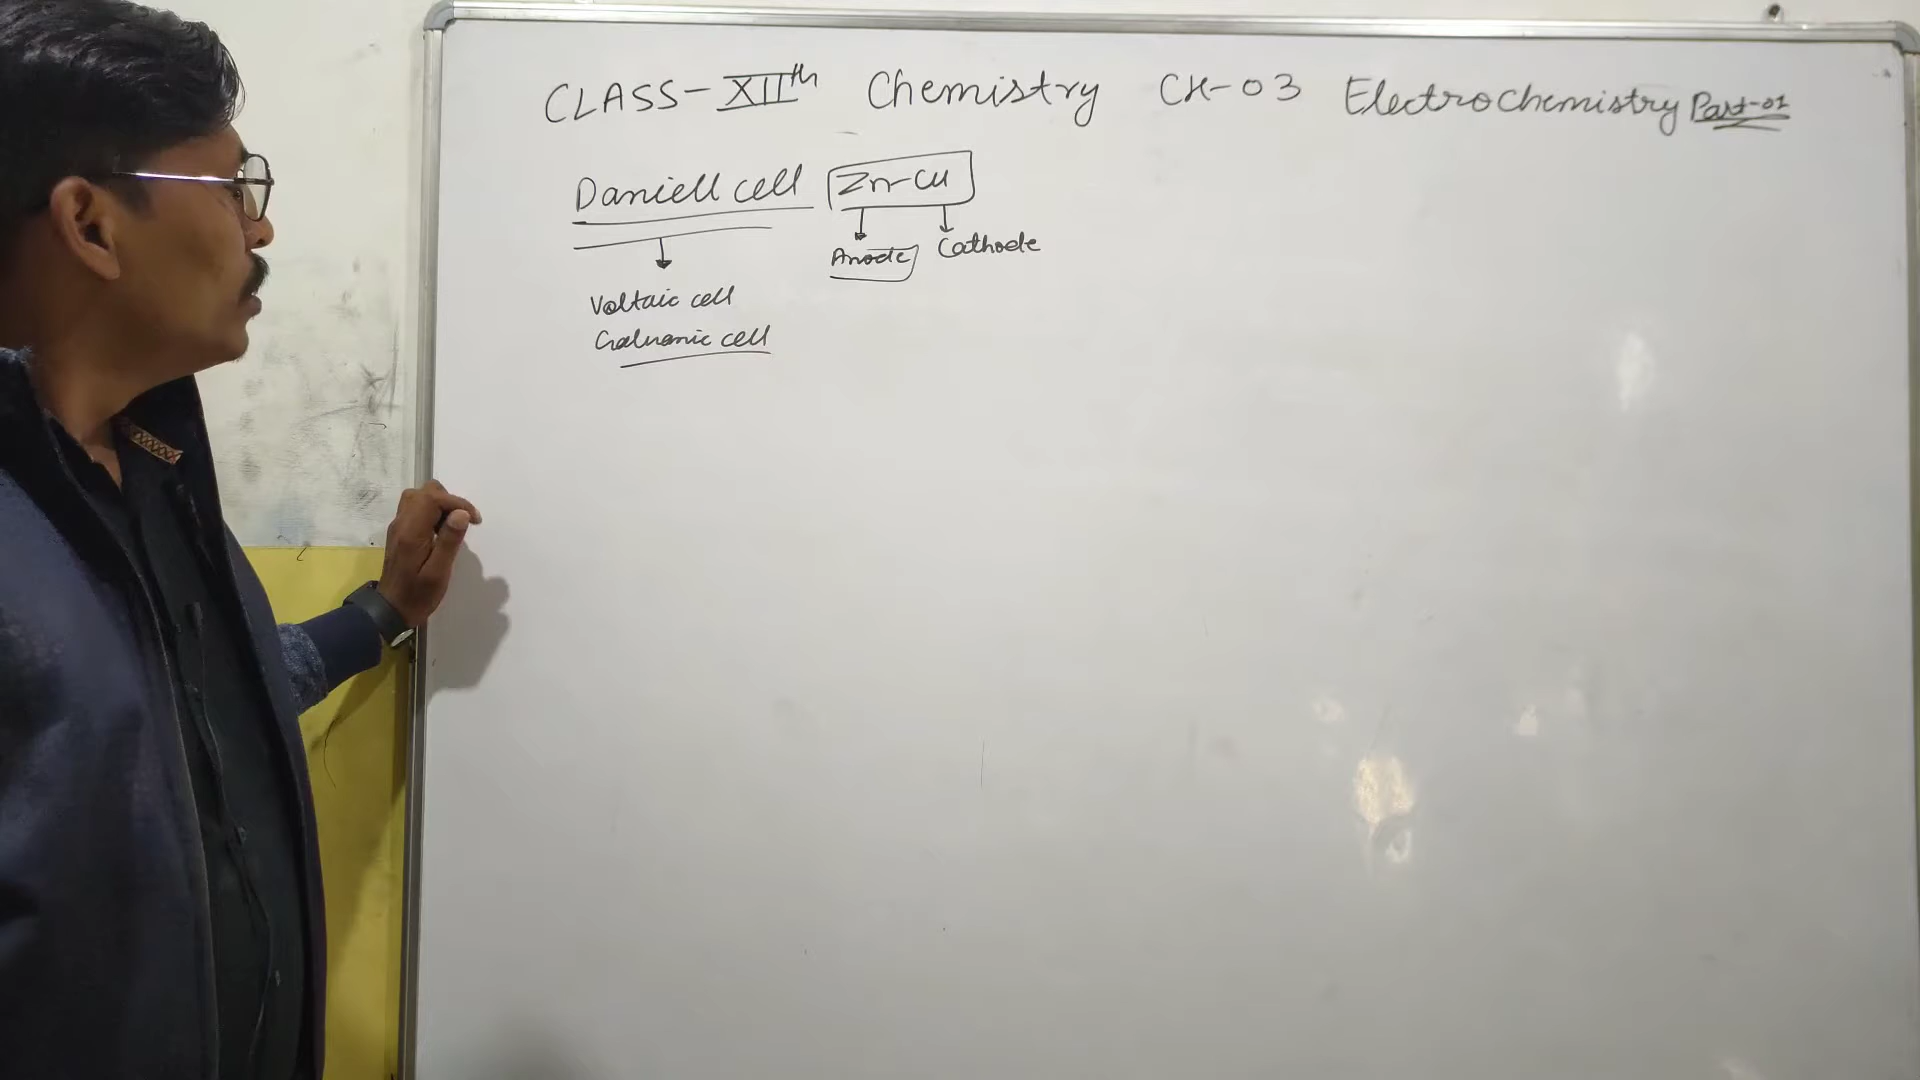 CLASS-XIIth Chemistry CH-03 Electrochemistry Part-01
Daniell cell Zn-Cu
Anode Cathode
Voltaic cell
Galvanic cell